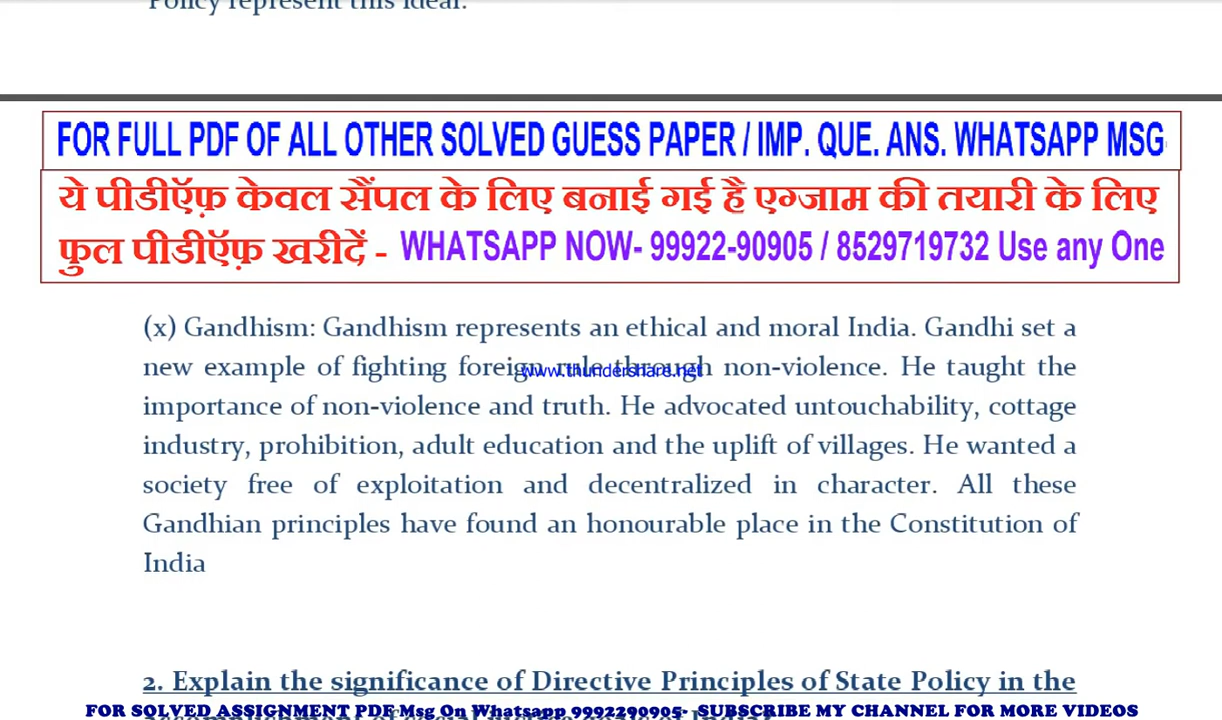 Policy represent this ideal.
FOR FULL PDF OF ALL OTHER SOLVED GUESS PAPER / IMP. QUE. ANS. WHATSAPP MSG
ये पीडीऍफ़ केवल सैंपल के लिए बनाई गई है एग्जाम की तयारी के लिए
फुल पीडीऍफ़ खरीदें - WHATSAPP NOW- 99922-90905 / 8529719732 Use any One
(x) Gandhism: Gandhism represents an ethical and moral India. Gandhi set a
new example of fighting foreign rule through non-violence. He taught the
www.thundershare.net
importance of non-violence and truth. He advocated untouchability, cottage
industry, prohibition, adult education and the uplift of villages. He wanted a
society free of exploitation and decentralized in character. All these
Gandhian principles have found an honourable place in the Constitution of
India
2. Explain the significance of Directive Principles of State Policy in the
FOR SOLVED ASSIGNMENT PDF Msg On Whatsapp 9992290905- SUBSCRIBE MY CHANNEL FOR MORE VIDEOS